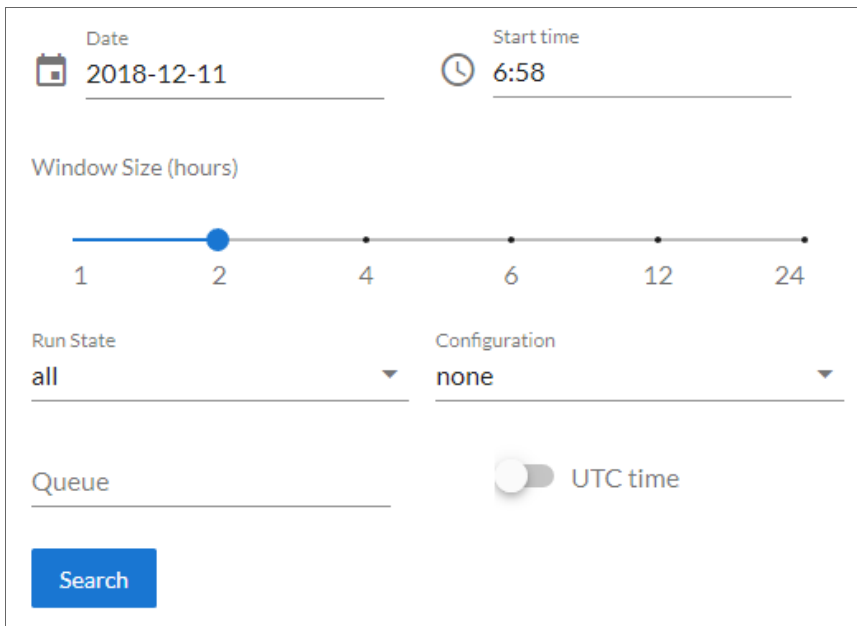 Date
2018-12-11
Start time
6:58
Window Size (hours)
1 2 4 6 12 24
Run State
all
Configuration
none
Queue
UTC time
Search